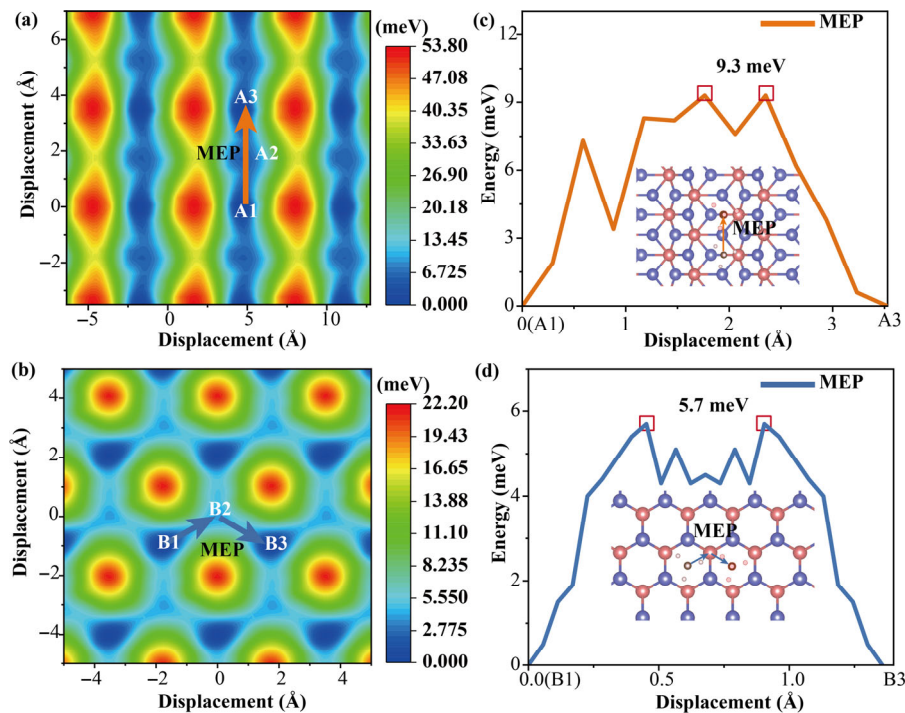 (a)
(meV)
6
4
2
0
−2
Displacement (Å)
−5
0
5
10
Displacement (Å)
A3
MEP
A2
A1
53.80
47.08
40.35
33.63
26.90
20.18
13.45
6.725
0.000
(c)
MEP
9.3 meV
12
9
6
3
0
Energy (meV)
MEP
0(A1)
1
2
3
A3
Displacement (Å)
(b)
(meV)
4
2
0
−2
−4
Displacement (Å)
−4
−2
0
2
4
Displacement (Å)
B2
B1
MEP
B3
22.20
19.43
16.65
13.88
11.10
8.325
5.550
2.775
0.000
(d)
MEP
5.7 meV
6
4
2
0
Energy (meV)
MEP
0.0(B1)
0.5
1.0
B3
Displacement (Å)